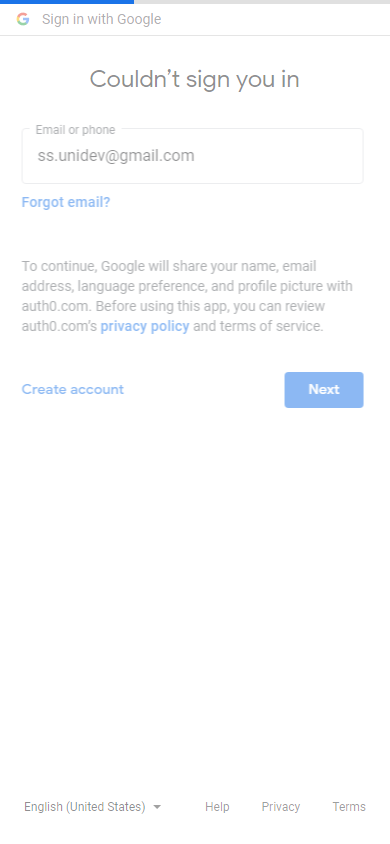 Sign in with Google
Couldn’t sign you in
Email or phone
ss.unidev@gmail.com
Forgot email?
To continue, Google will share your name, email
address, language preference, and profile picture with
auth0.com. Before using this app, you can review
auth0.com’s privacy policy and terms of service.
Create account
Next
English (United States)
Help
Privacy
Terms